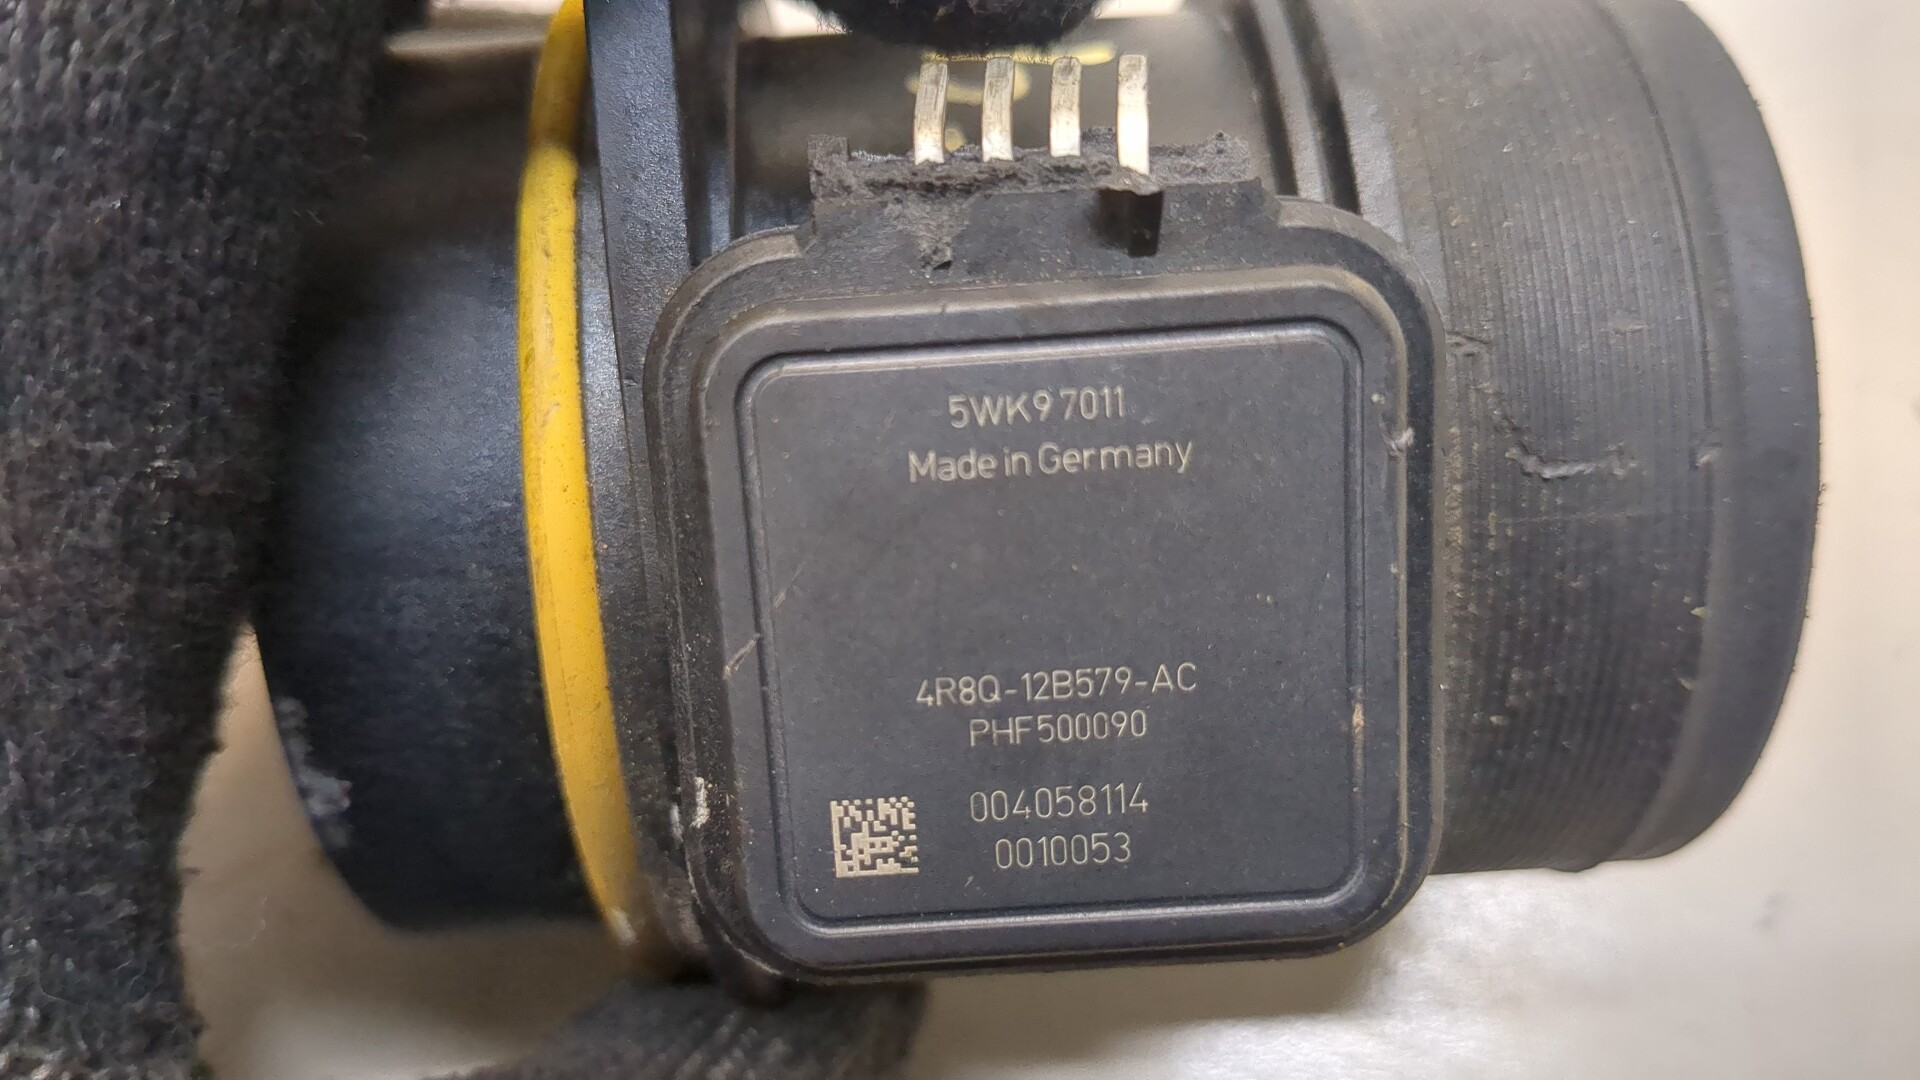 5WK9 7011
Made in Germany
4R8Q-12B579-AC
PHF500090
004058114
0010053